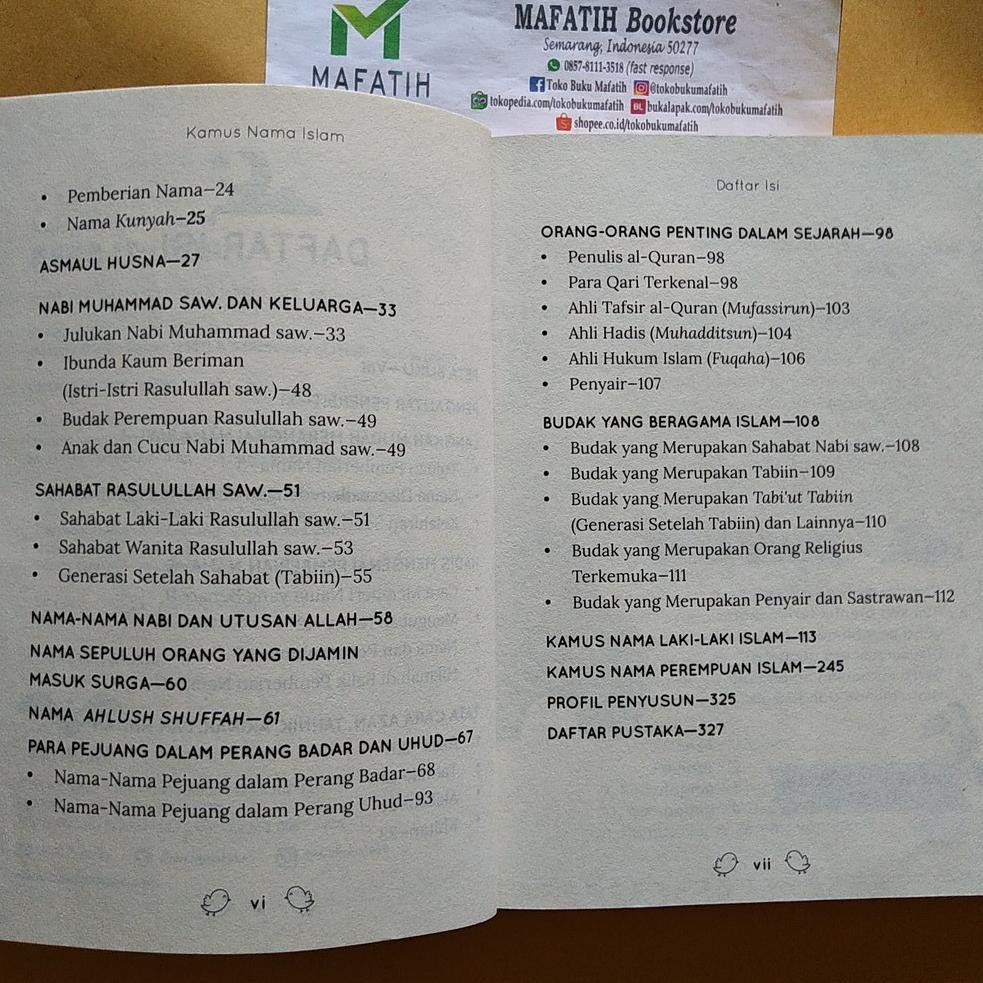 MAFATIH
MAFATIH Bookstore
Semarang, Indonesia 50277
0857-8111-3518 (fast response)
Toko Buku Mafatih @tokobukumafatih
tokopedia.com/tokobukumafatih BL bukalapak.com/tokobukumafatih
shopee.co.id/tokobukumafatih
Kamus Nama Islam
• Pemberian Nama—24
• Nama Kunyah—25
ASMAUL HUSNA—27
NABI MUHAMMAD SAW. DAN KELUARGA—33
• Julukan Nabi Muhammad saw.—33
• Ibunda Kaum Beriman
(Istri-Istri Rasulullah saw.)—48
• Budak Perempuan Rasulullah saw.—49
• Anak dan Cucu Nabi Muhammad saw.—49
SAHABAT RASULULLAH SAW.—51
• Sahabat Laki-Laki Rasulullah saw.—51
• Sahabat Wanita Rasulullah saw.—53
• Generasi Setelah Sahabat (Tabiin)—55
NAMA-NAMA NABI DAN UTUSAN ALLAH—58
NAMA SEPULUH ORANG YANG DIJAMIN
MASUK SURGA—60
NAMA AHLUSH SHUFFAH—61
PARA PEJUANG DALAM PERANG BADAR DAN UHUD—67
• Nama-Nama Pejuang dalam Perang Badar—68
• Nama-Nama Pejuang dalam Perang Uhud—93
vi
Daftar Isi
ORANG-ORANG PENTING DALAM SEJARAH—98
• Penulis al-Quran—98
• Para Qari Terkenal—98
• Ahli Tafsir al-Quran (Mufassirun)—103
• Ahli Hadis (Muhadditsun)—104
• Ahli Hukum Islam (Fuqaha)—106
• Penyair—107
BUDAK YANG BERAGAMA ISLAM—108
• Budak yang Merupakan Sahabat Nabi saw.—108
• Budak yang Merupakan Tabiin—109
• Budak yang Merupakan Tabi'ut Tabiin
(Generasi Setelah Tabiin) dan Lainnya—110
• Budak yang Merupakan Orang Religius
Terkemuka—111
• Budak yang Merupakan Penyair dan Sastrawan—112
KAMUS NAMA LAKI-LAKI ISLAM—113
KAMUS NAMA PEREMPUAN ISLAM—245
PROFIL PENYUSUN—325
DAFTAR PUSTAKA—327
vii